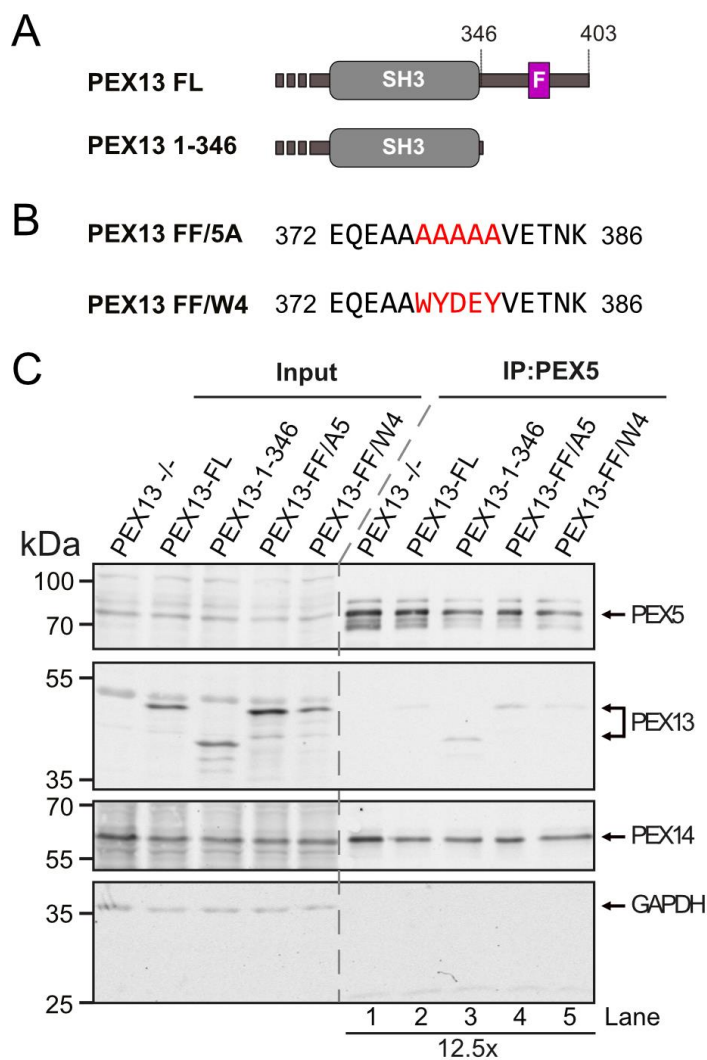 A
346 403
PEX13 FL SH3 F
PEX13 1-346 SH3
B
PEX13 FF/5A 372 EQEAAAAAAAVETNK 386
PEX13 FF/W4 372 EQEAAWYDEYVETNK 386
C
Input IP:PEX5
PEX13 -/- PEX13-FL PEX13-1-346 PEX13-FF/A5 PEX13-FF/W4 PEX13 -/- PEX13-FL PEX13-1-346 PEX13-FF/A5 PEX13-FF/W4
kDa
100
70
PEX5
55
PEX13
35
70
PEX14
55
35
GAPDH
25
1 2 3 4 5 Lane
12.5x